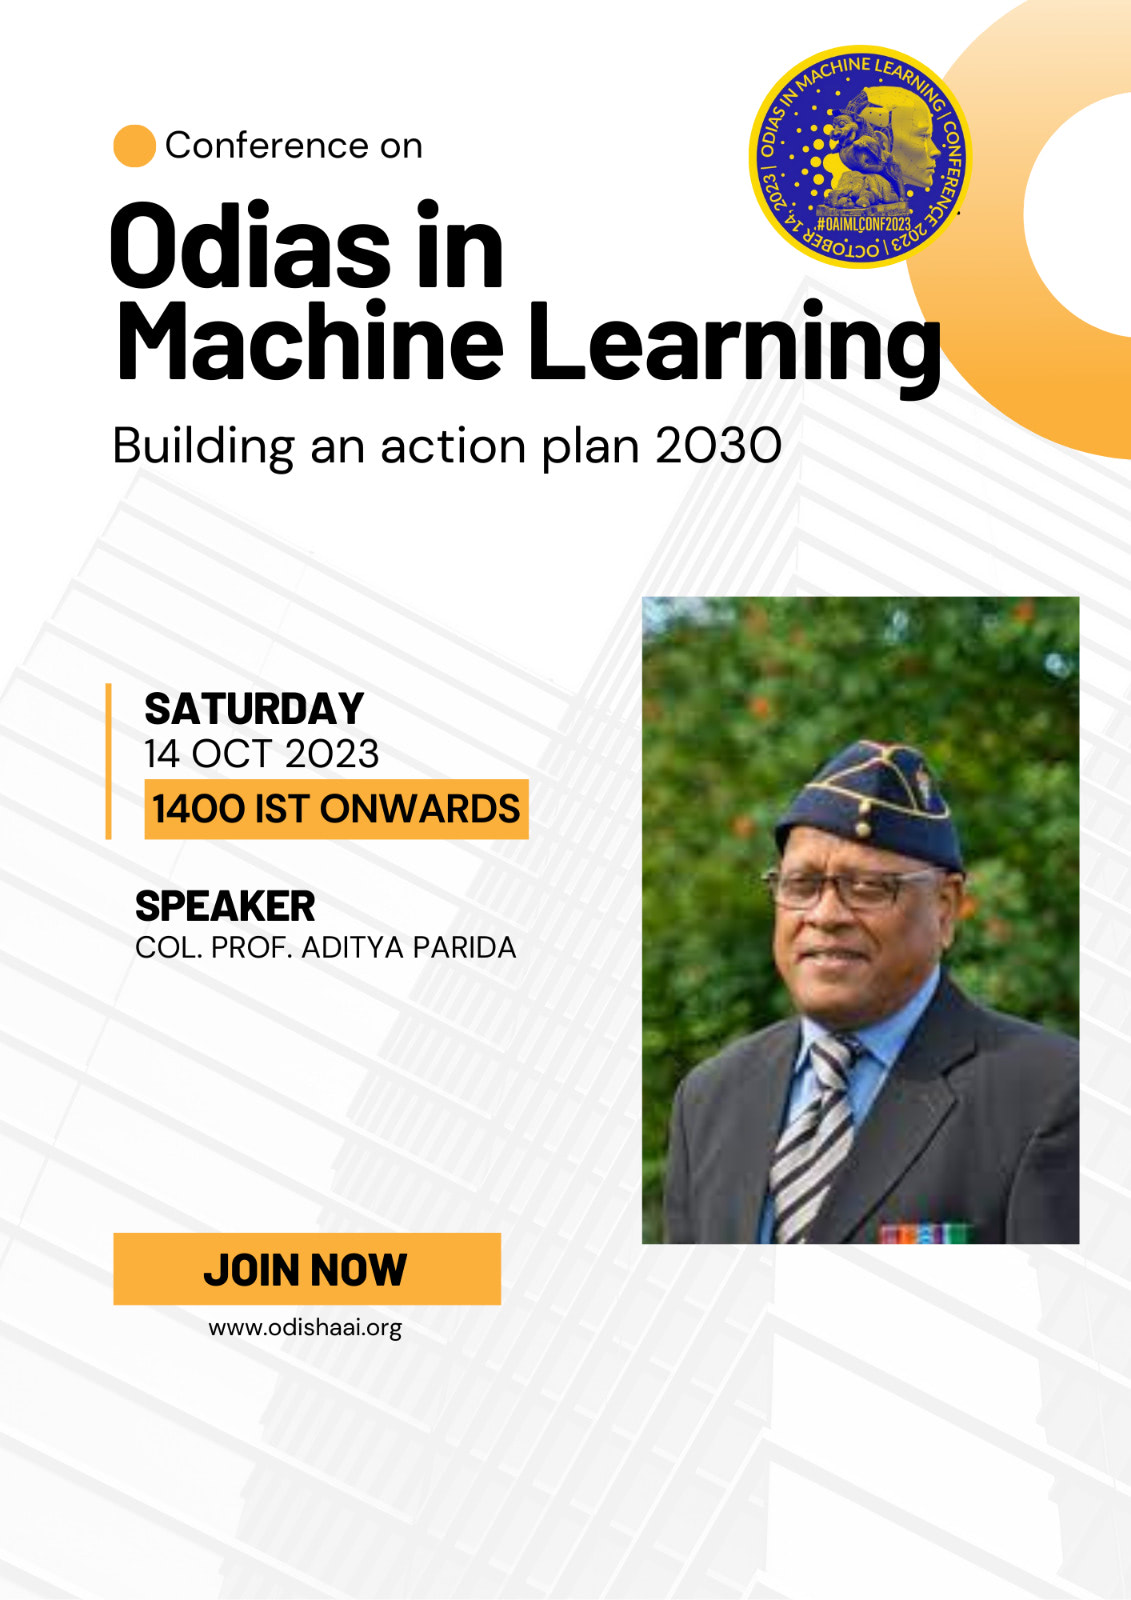 Conference on
Odias in
Machine Learning
Building an action plan 2030
ODIAS IN MACHINE LEARNING | CONFERENCE 2023 | OCTOBER 14, 2023 |
#OAIMLCONF2023
SATURDAY
14 OCT 2023
1400 IST ONWARDS
SPEAKER
COL. PROF. ADITYA PARIDA
JOIN NOW
www.odishaai.org